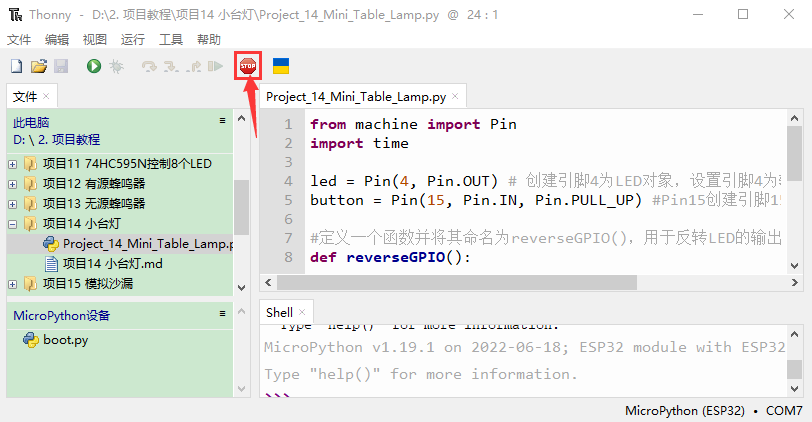 Thonny - D:\2. 项目教程\项目14 小台灯\Project_14_Mini_Table_Lamp.py @ 24 : 1
文件 编辑 视图 运行 工具 帮助
STOP
文件 ×
此电脑
D: \ 2. 项目教程
项目11 74HC595N控制8个LED
项目12 有源蜂鸣器
项目13 无源蜂鸣器
项目14 小台灯
Project_14_Mini_Table_Lamp.p
项目14 小台灯.md
项目15 模拟沙漏
MicroPython设备
boot.py
Project_14_Mini_Table_Lamp.py ×
1 from machine import Pin
2 import time
3
4 led = Pin(4, Pin.OUT) # 创建引脚4为LED对象，设置引脚4为
5 button = Pin(15, Pin.IN, Pin.PULL_UP) #Pin15创建引脚1
6
7 #定义一个函数并将其命名为reverseGPIO()，用于反转LED的输出
8 def reverseGPIO():
Shell ×
Type "help()" for more information.
MicroPython v1.19.1 on 2022-06-18; ESP32 module with ESP32
Type "help()" for more information.
>>>
MicroPython (ESP32) • COM7